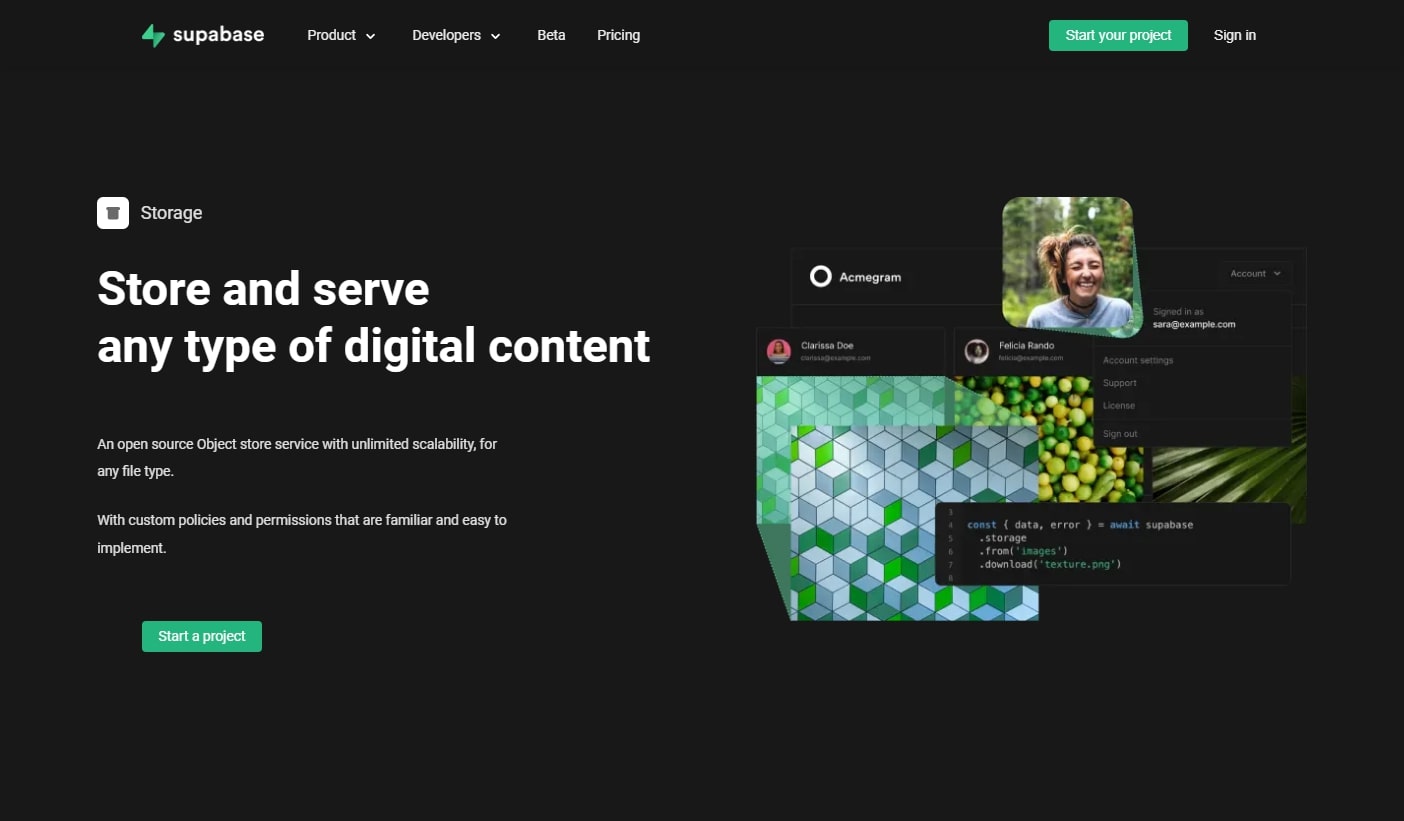 supabase
Product
Developers
Beta
Pricing
Start your project
Sign in
Storage
Store and serve
any type of digital content
An open source Object store service with unlimited scalability, for
any file type.
With custom policies and permissions that are familiar and easy to
implement.
Start a project
Acmegram
Account
Signed in as
sara@example.com
Clarissa Doe
clarissa@example.com
Felicia Rando
felicia@example.com
Account settings
Support
License
Sign out
3
4 const { data, error } = await supabase
5 .storage
6 .from('images')
7 .download('texture.png')
8